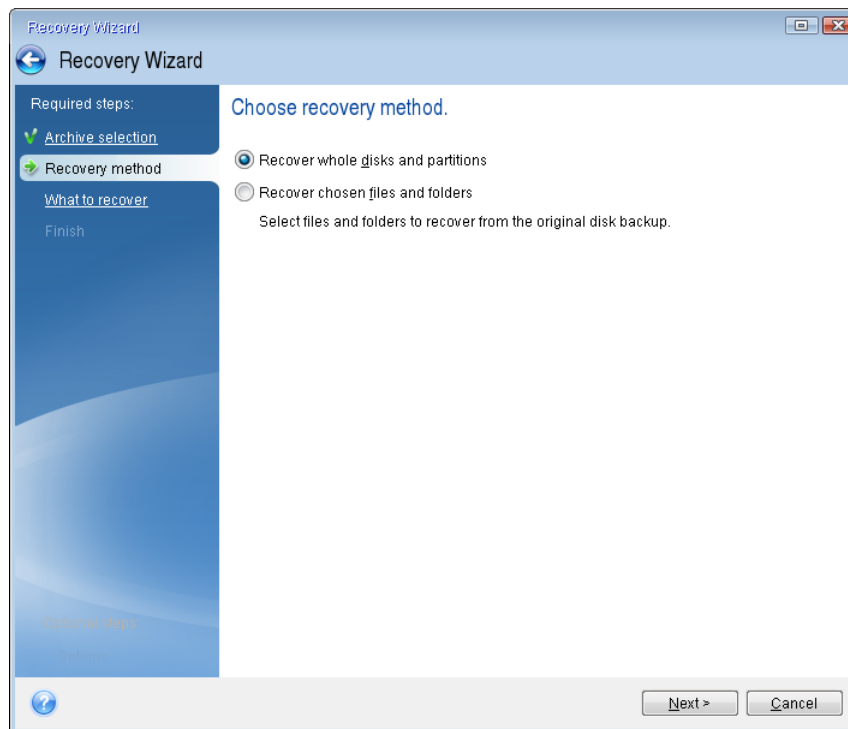 Recovery Wizard
Recovery Wizard
Required steps:
Archive selection
Recovery method
What to recover
Finish
Choose recovery method.
Recover whole disks and partitions
Recover chosen files and folders
Select files and folders to recover from the original disk backup.
Next >
Cancel